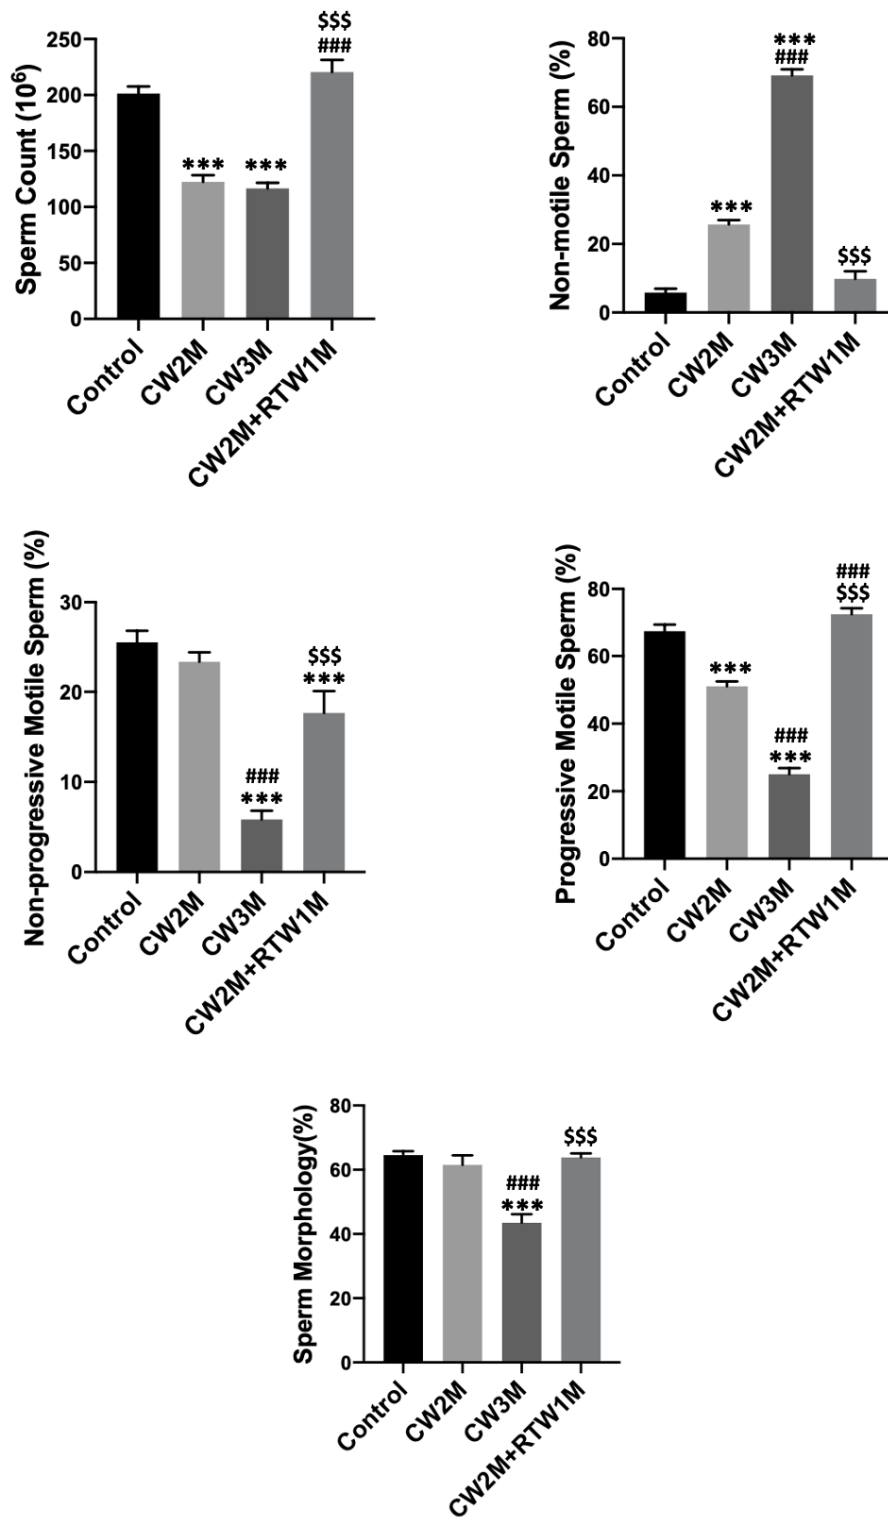 Sperm Count (10⁶)
250
200
150
100
50
0
***
***
$$$
###
Control
CW2M
CW3M
CW2M+RTW1M
Non-motile Sperm (%)
80
60
40
20
0
***
***
###
$$$
Control
CW2M
CW3M
CW2M+RTW1M
Non-progressive Motile Sperm (%)
30
20
10
0
###
***
$$$
***
Control
CW2M
CW3M
CW2M+RTW1M
Progressive Motile Sperm (%)
80
60
40
20
0
***
###
***
###
$$$
Control
CW2M
CW3M
CW2M+RTW1M
Sperm Morphology(%)
80
60
40
20
0
###
***
$$$
Control
CW2M
CW3M
CW2M+RTW1M